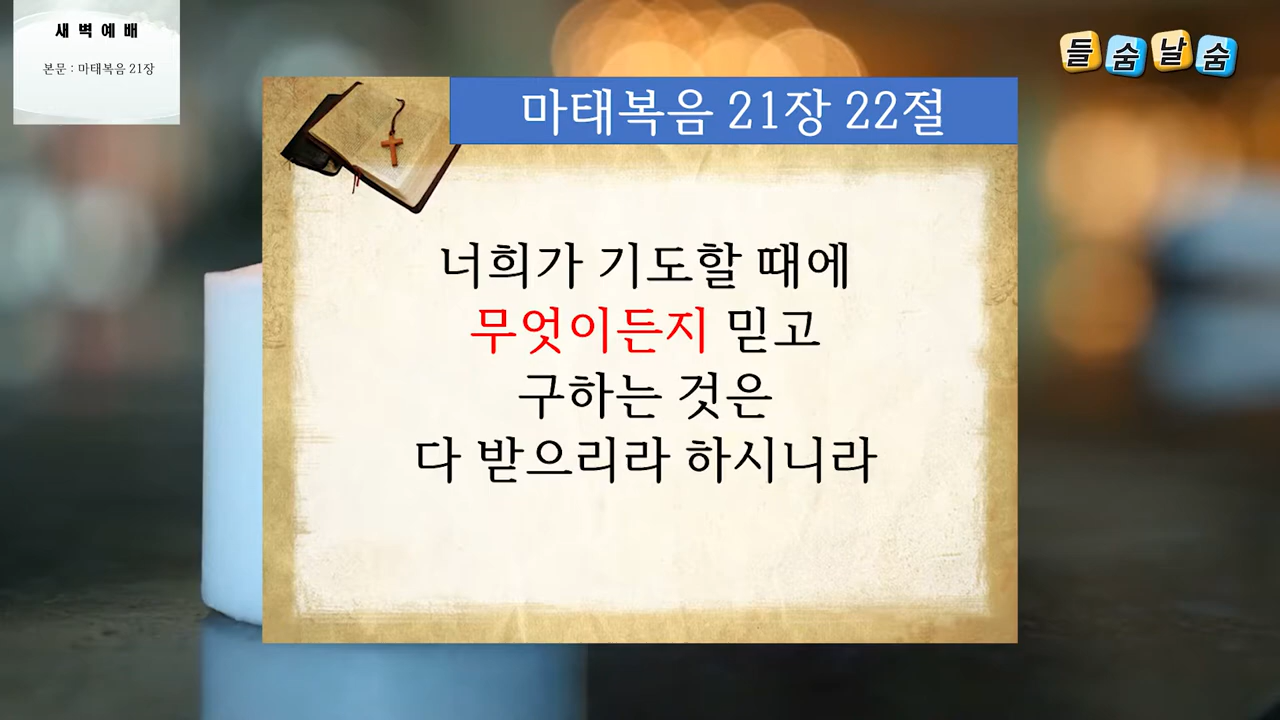 새벽예배
본문 : 마태복음 21장
들숨날숨
마태복음 21장 22절
너희가 기도할 때에
무엇이든지 믿고
구하는 것은
다 받으리라 하시니라